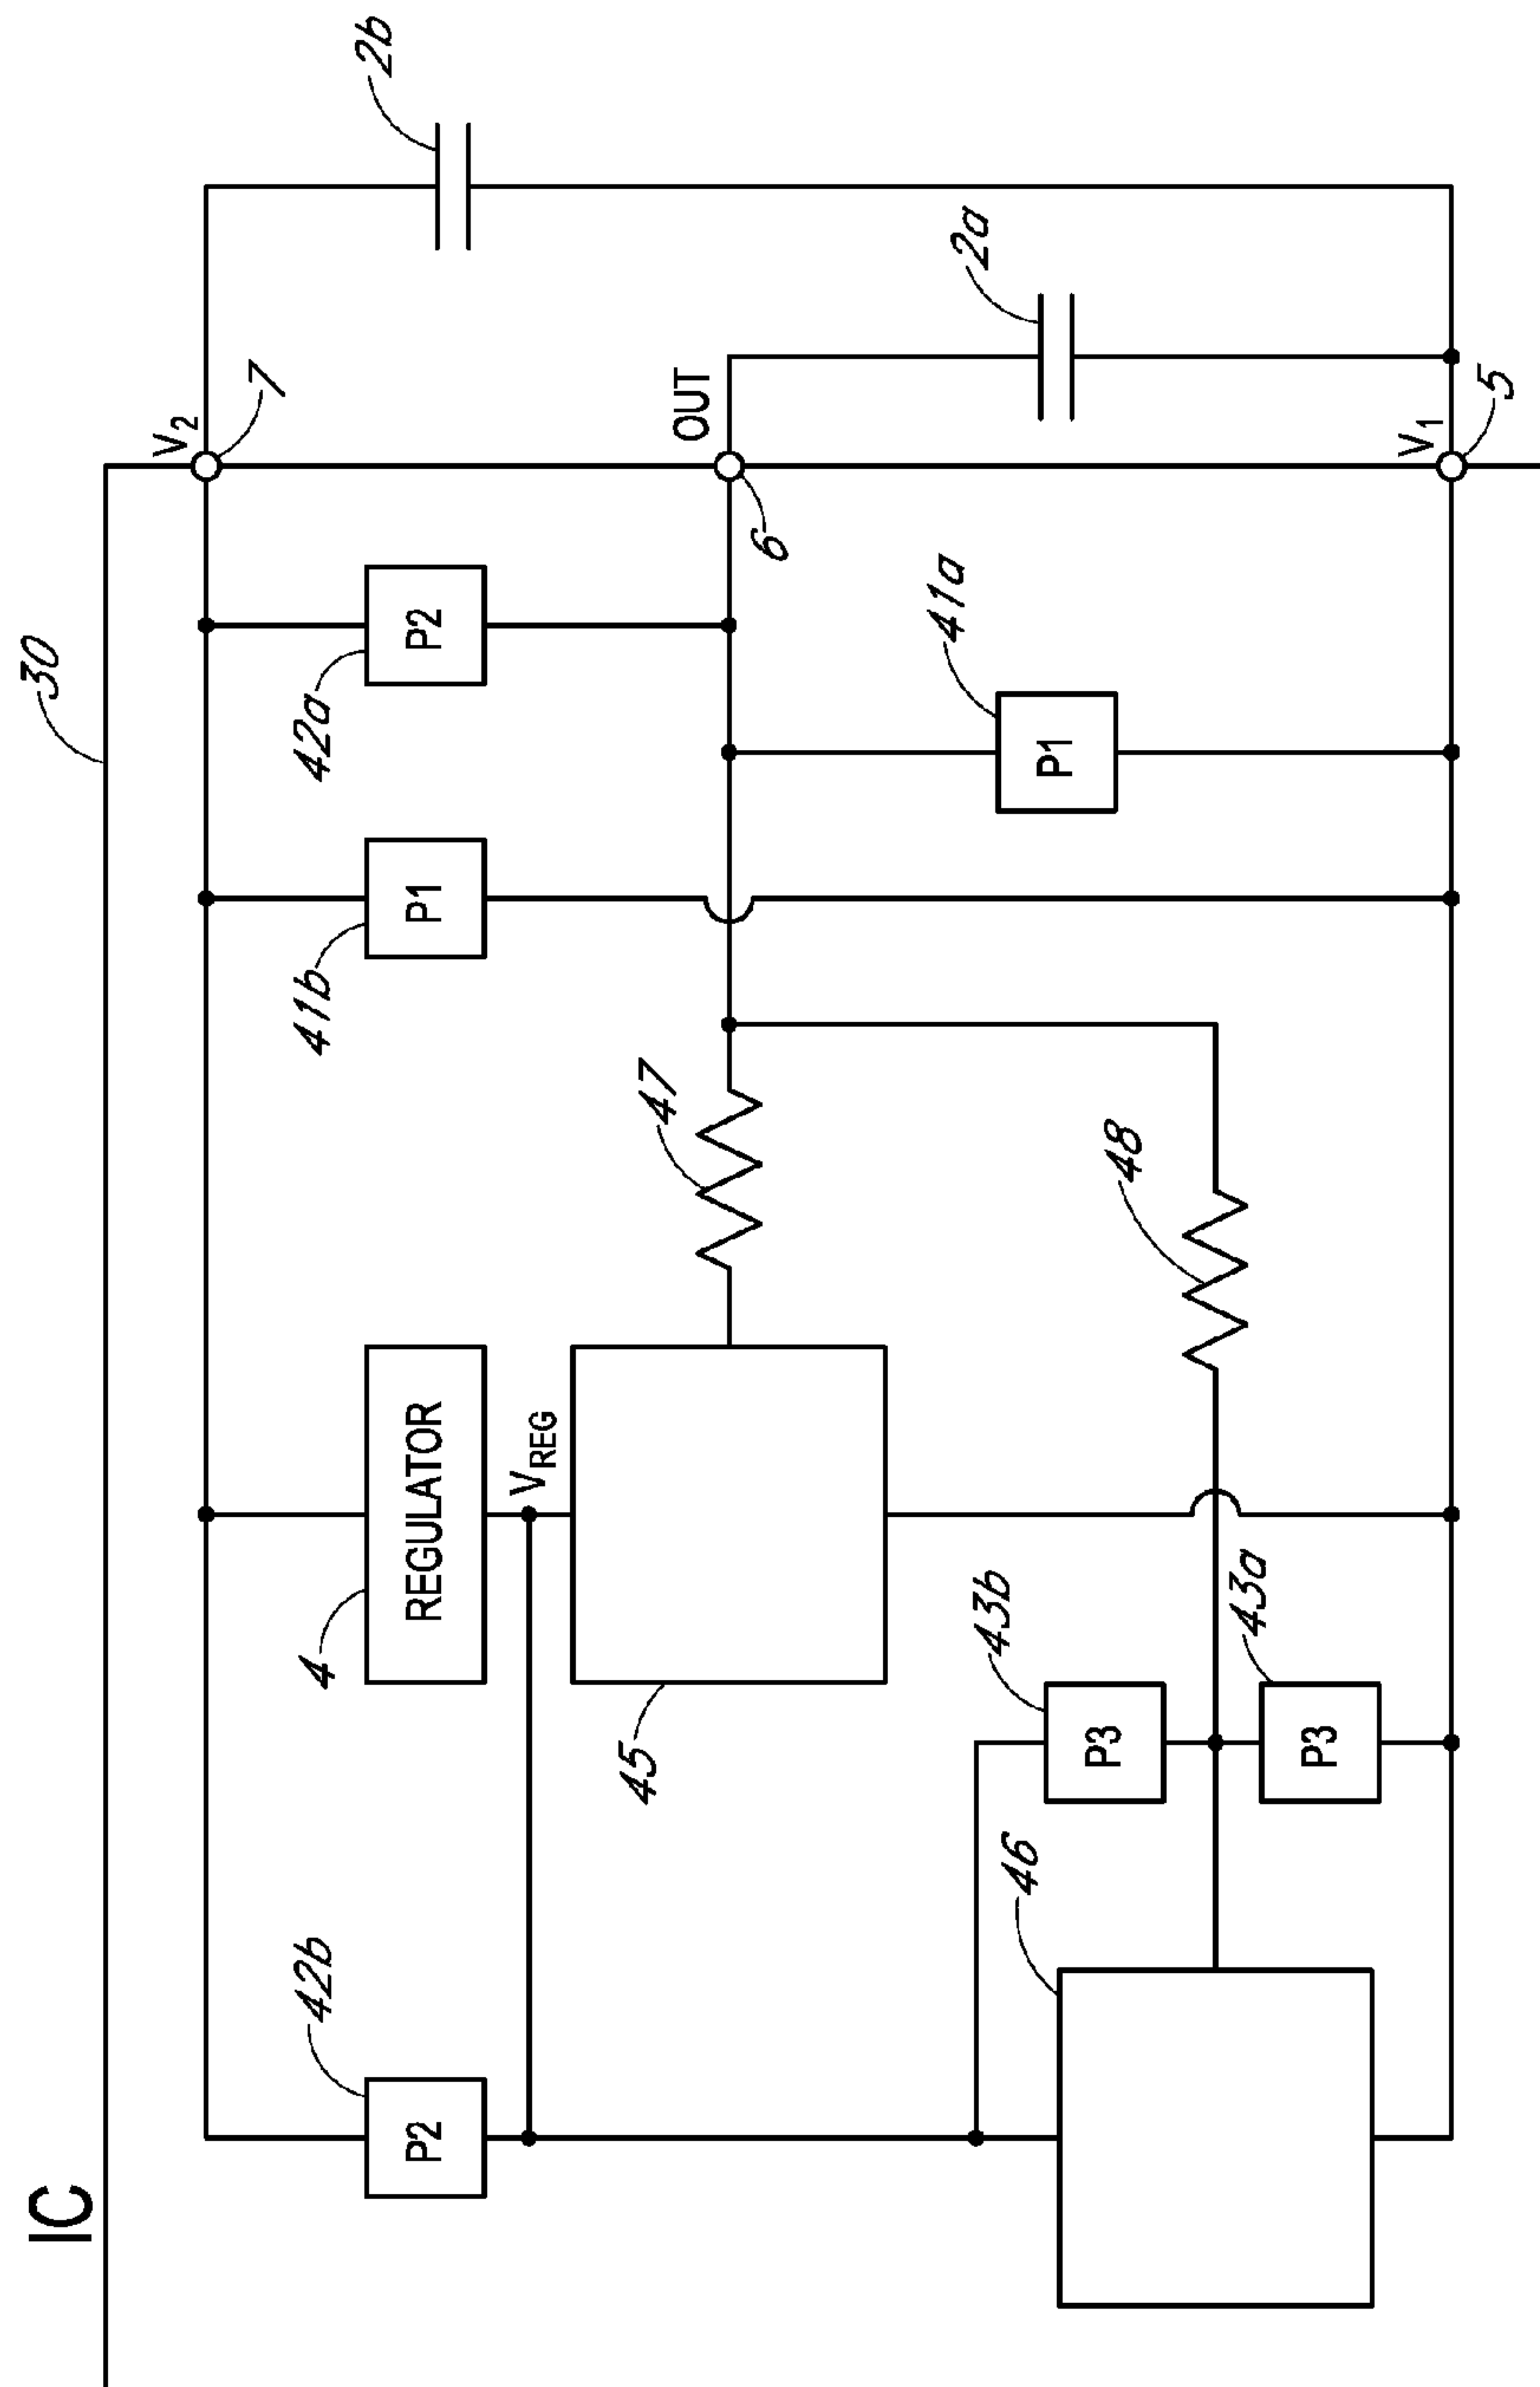 IC
30
V2
7
2b
42b
P2
4
REGULATOR
41b
P1
42a
P2
VREG
45
47
OUT
6
2a
41a
P1
46
43b
P3
48
43a
P3
V1
5